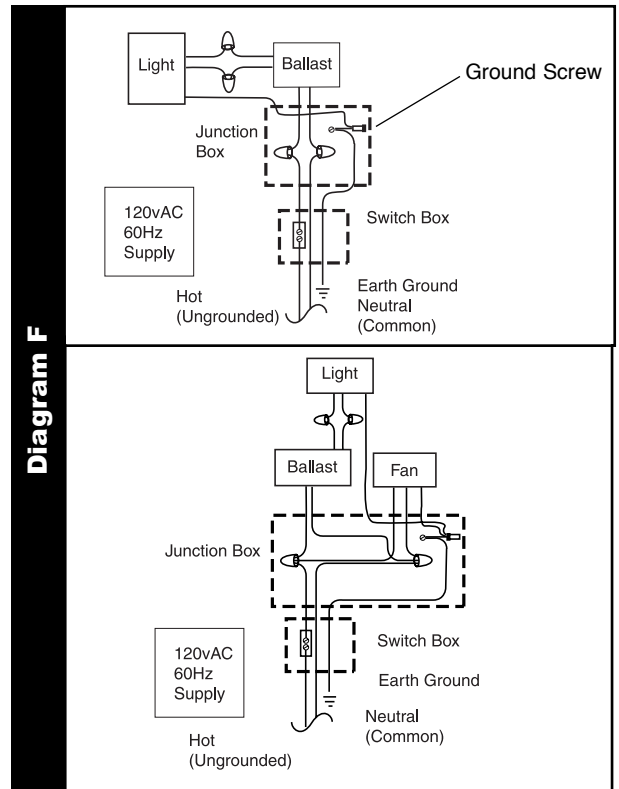 Diagram F
Light
Ballast
Ground Screw
Junction
Box
120vAC
60Hz
Supply
Switch Box
Hot
(Ungrounded)
Earth Ground
Neutral
(Common)
Light
Ballast
Fan
Junction Box
120vAC
60Hz
Supply
Switch Box
Earth Ground
Neutral
(Common)
Hot
(Ungrounded)